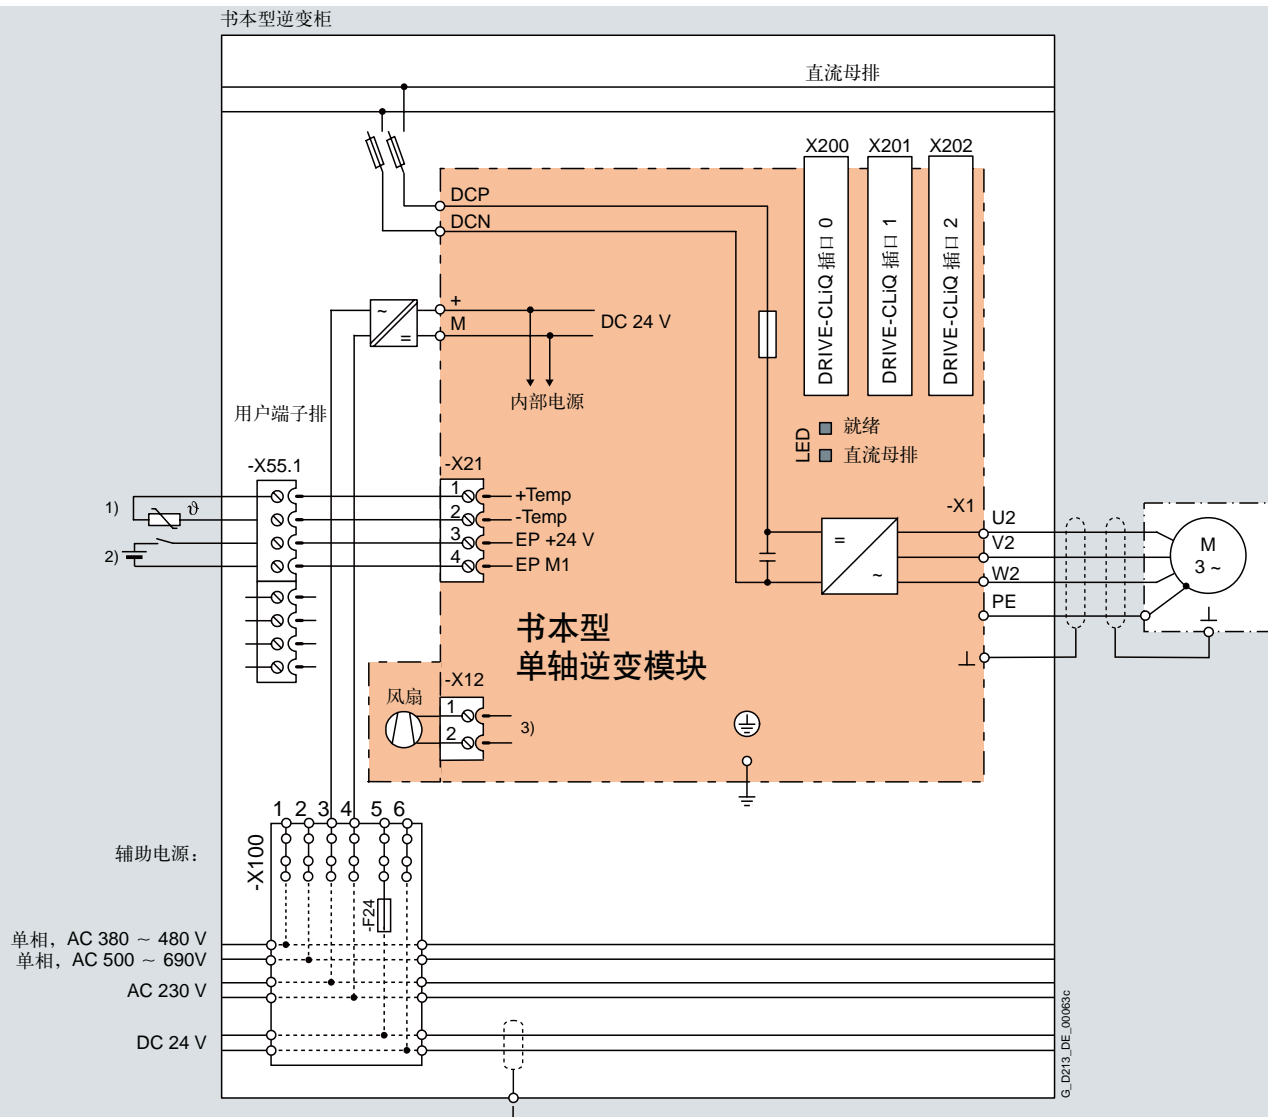 书本型逆变柜
直流母排
X200
X201
X202
DRIVE-CLiQ 插口 0
DRIVE-CLiQ 插口 1
DRIVE-CLiQ 插口 2
DCP
DCN
~
=
+
M
DC 24 V
内部电源
用户端子排
LED
就绪
直流母排
-X55.1
-X21
1)
ϑ
2)
1
+Temp
2
-Temp
3
EP +24 V
4
EP M1
=
~
-X1
U2
V2
W2
PE
M
3 ~
书本型
单轴逆变模块
风扇
-X12
1
2
3)
辅助电源：
-X100
1
2
3
4
5
6
-F24
单相，AC 380 ~ 480 V
单相，AC 500 ~ 690V
AC 230 V
DC 24 V
G_D213_DE_00063c